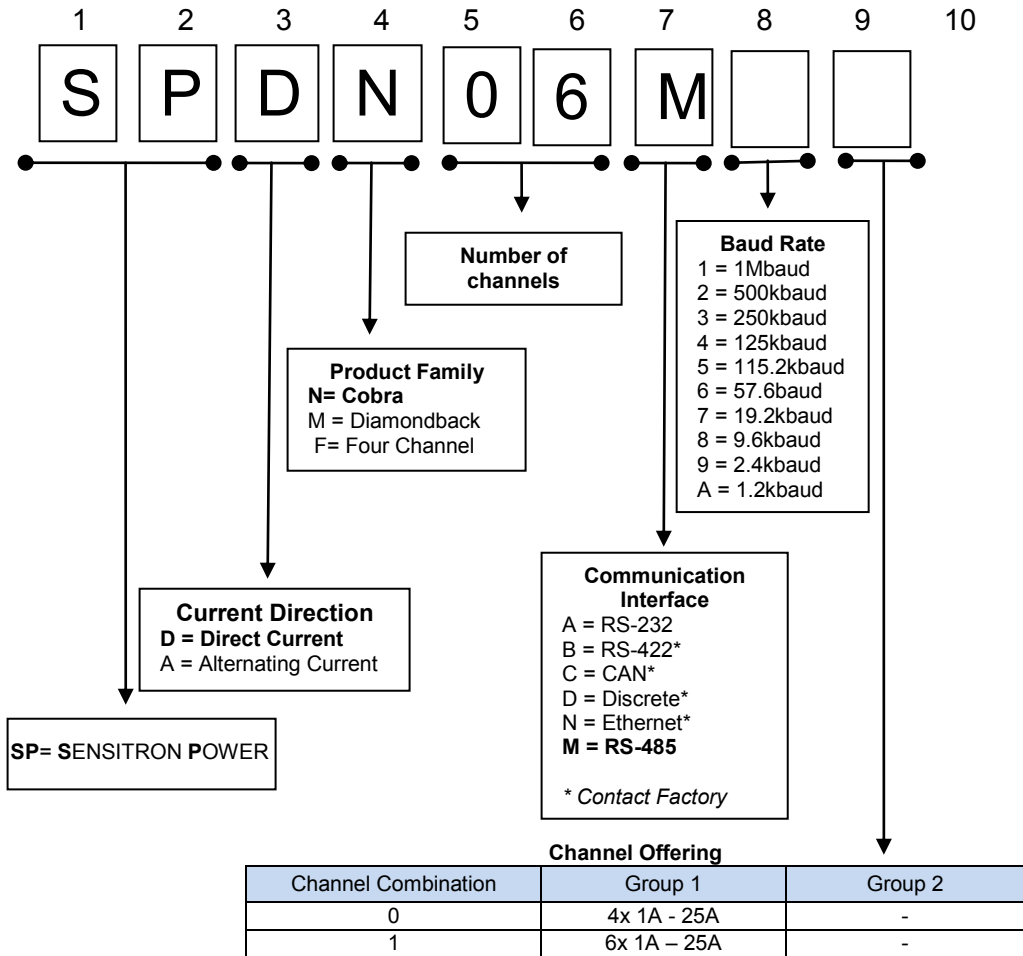 1 2 3 4 5 6 7 8 9 10
S P D N 0 6 M
Number of
channels
Baud Rate
1 = 1Mbaud
2 = 500kbaud
3 = 250kbaud
4 = 125kbaud
5 = 115.2kbaud
6 = 57.6baud
7 = 19.2kbaud
8 = 9.6kbaud
9 = 2.4kbaud
A = 1.2kbaud
Product Family
N= Cobra
M = Diamondback
F= Four Channel
Communication
Interface
A = RS-232
B = RS-422*
C = CAN*
D = Discrete*
N = Ethernet*
M = RS-485
* Contact Factory
Current Direction
D = Direct Current
A = Alternating Current
SP= SENSITRON POWER
Channel Offering
Channel Combination Group 1 Group 2
0 4x 1A - 25A -
1 6x 1A – 25A -